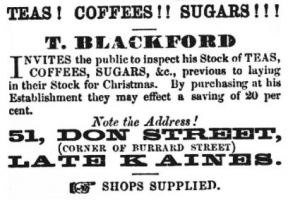 TEAS! COFFEES!! SUGARS!!!
T. BLACKFORD
INVITES the public to inspect his Stock of TEAS,
COFFEES, SUGARS, &c., previous to laying
in their Stock for Christmas. By purchasing at his
Establishment they may effect a saving of 20 per
cent.
Note the Address!
51, DON STREET,
(CORNER OF BURRARD STREET)
LATE KAINES.
☞ SHOPS SUPPLIED.